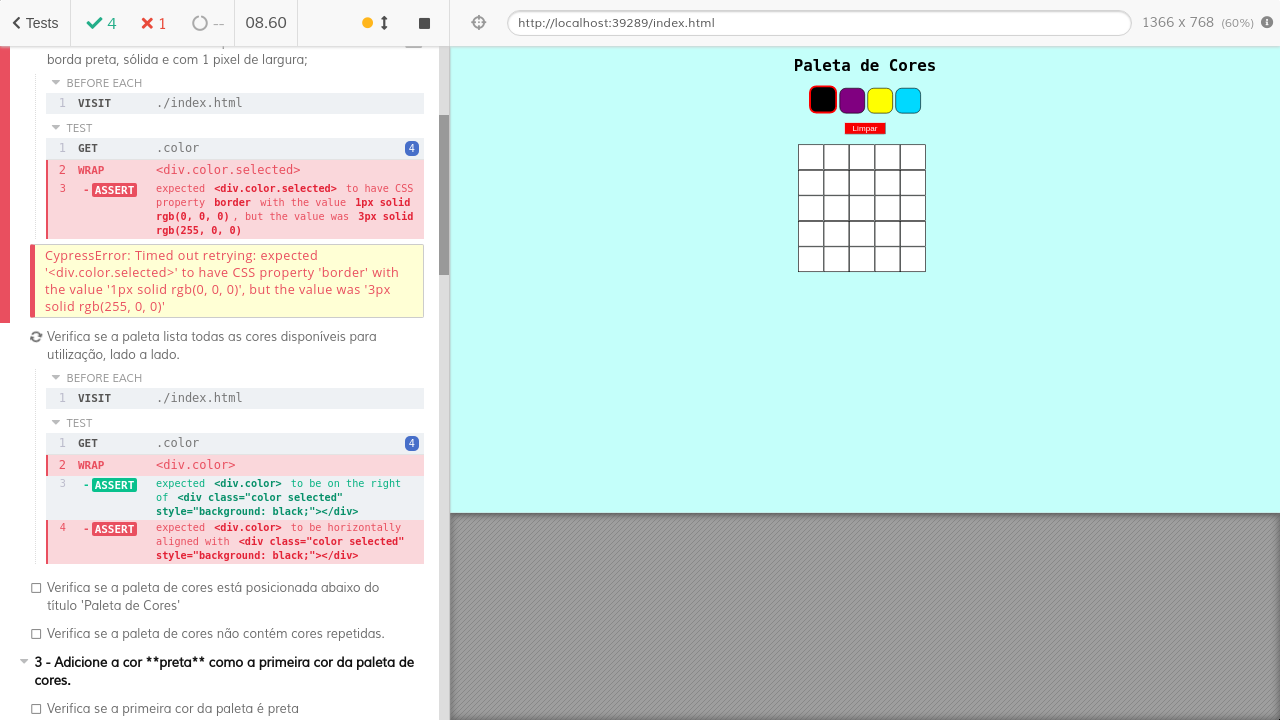 Tests
4
1
--
08.60
http://localhost:39289/index.html
1366 x 768 (60%)
borda preta, sólida e com 1 pixel de largura;
BEFORE EACH
1 VISIT ./index.html
TEST
1 GET .color 4
2 WRAP <div.color.selected>
3 - ASSERT expected <div.color.selected> to have CSS
property border with the value 1px solid
rgb(0, 0, 0), but the value was 3px solid
rgb(255, 0, 0)
CypressError: Timed out retrying: expected
'<div.color.selected>' to have CSS property 'border' with
the value '1px solid rgb(0, 0, 0)', but the value was '3px
solid rgb(255, 0, 0)'
Verifica se a paleta lista todas as cores disponíveis para
utilização, lado a lado.
BEFORE EACH
1 VISIT ./index.html
TEST
1 GET .color 4
2 WRAP <div.color>
3 - ASSERT expected <div.color> to be on the right
of <div class="color selected"
style="background: black;"></div>
4 - ASSERT expected <div.color> to be horizontally
aligned with <div class="color selected"
style="background: black;"></div>
Verifica se a paleta de cores está posicionada abaixo do
título 'Paleta de Cores'
Verifica se a paleta de cores não contém cores repetidas.
3 - Adicione a cor **preta** como a primeira cor da paleta de
cores.
Verifica se a primeira cor da paleta é preta
Paleta de Cores
Limpar